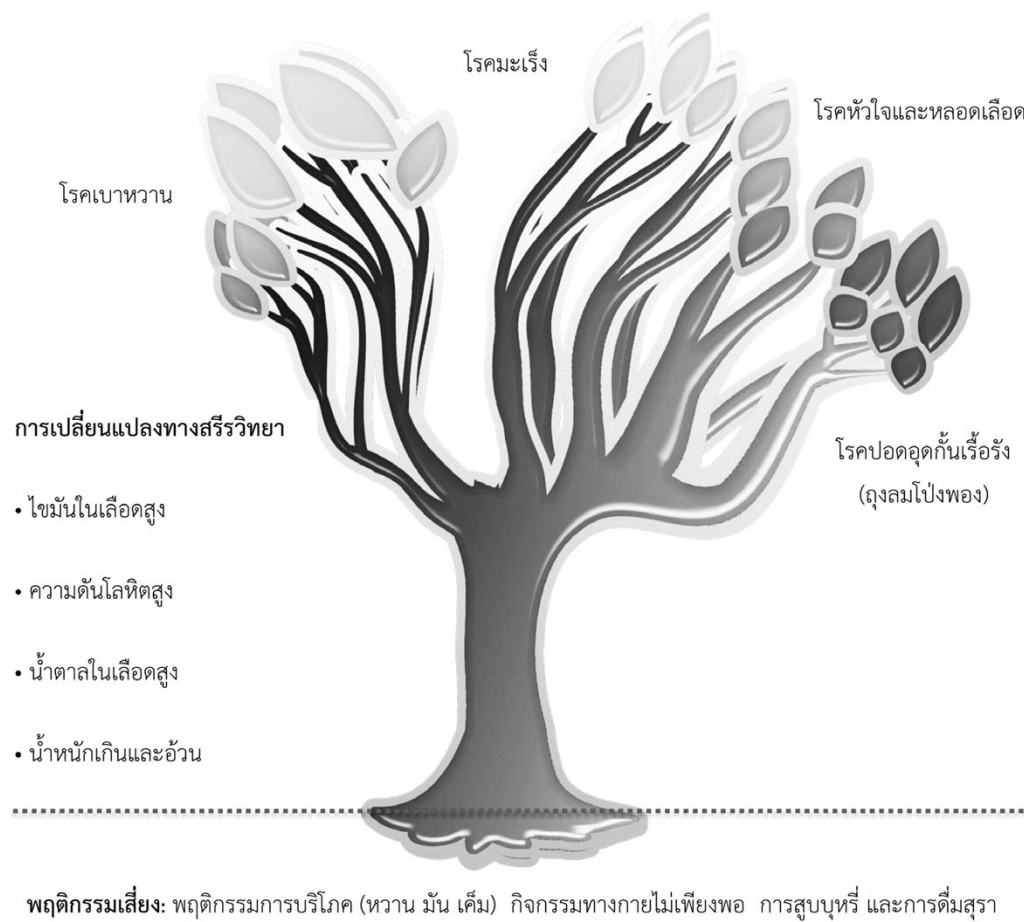 โรคมะเร็ง
โรคหัวใจและหลอดเลือด
โรคเบาหวาน
โรคปอดอุดกั้นเรื้อรัง
(ถุงลมโป่งพอง)
การเปลี่ยนแปลงทางสรีรวิทยา
• ไขมันในเลือดสูง
• ความดันโลหิตสูง
• น้ำตาลในเลือดสูง
• น้ำหนักเกินและอ้วน
พฤติกรรมเสี่ยง: พฤติกรรมการบริโภค (หวาน มัน เค็ม) กิจกรรมทางกายไม่เพียงพอ การสูบบุหรี่ และการดื่มสุรา